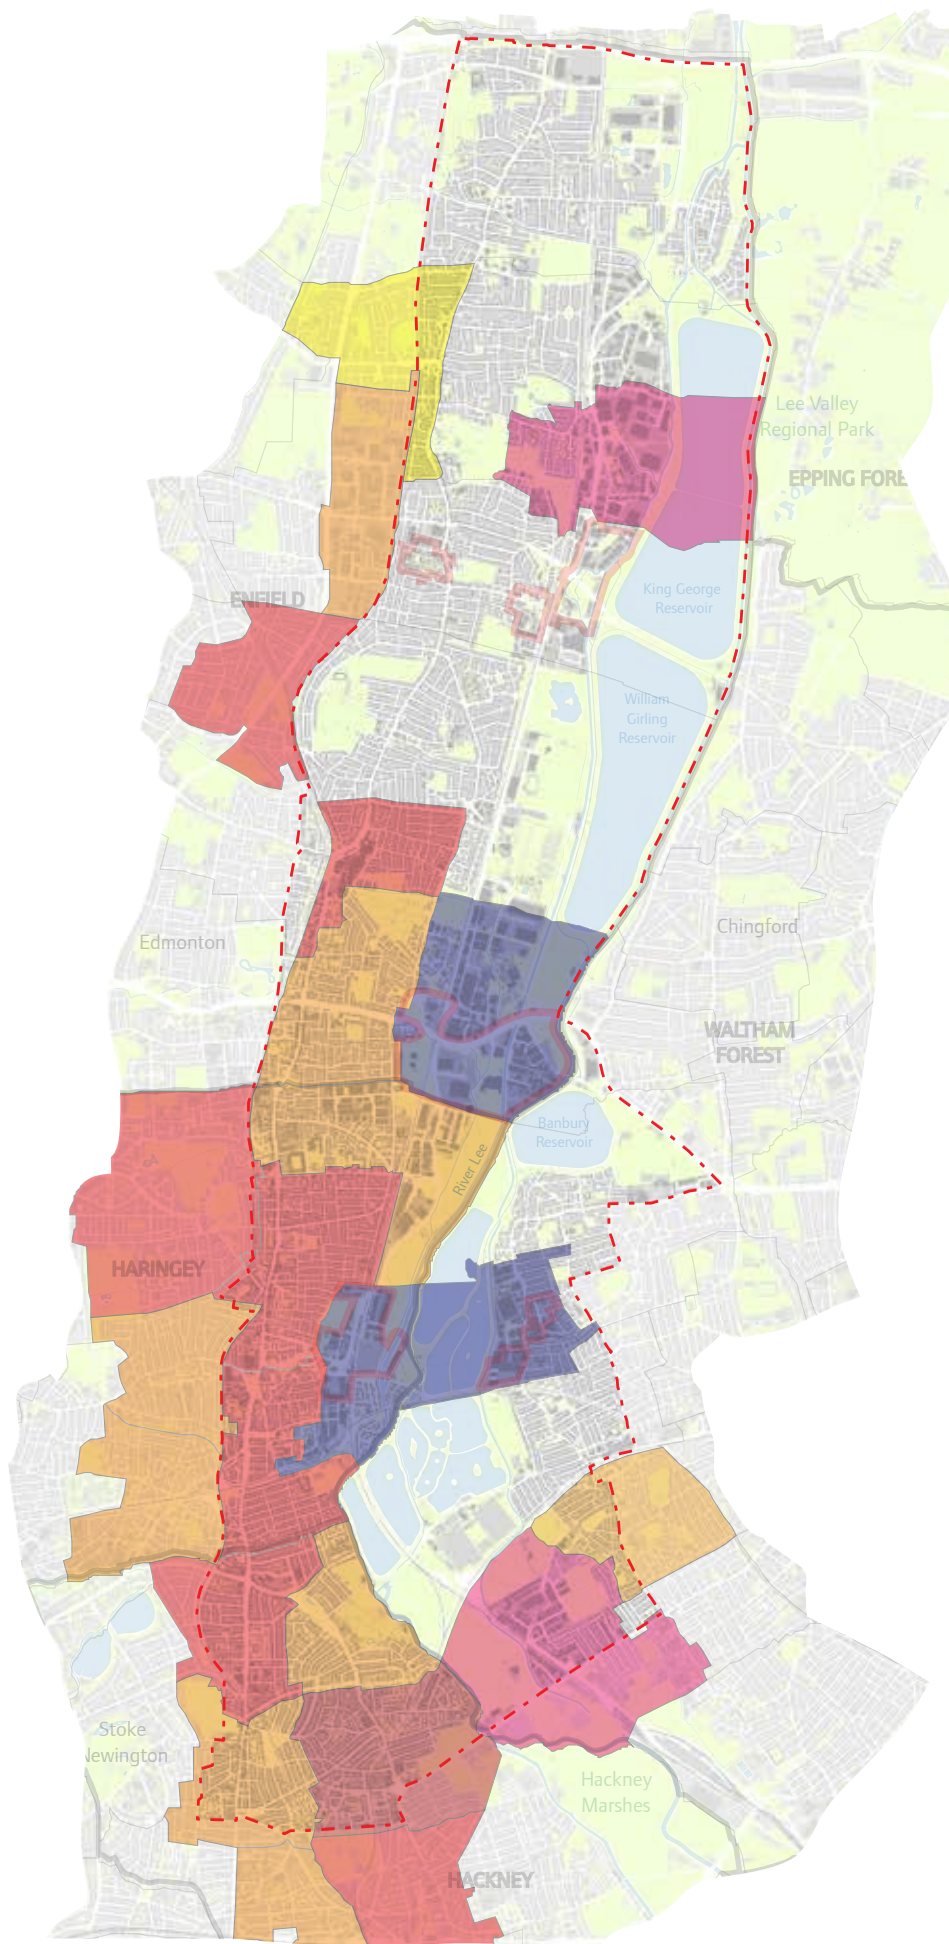 Lee Valley
Regional Park
EPPING FORE
King George
Reservoir
ENFIELD
William
Girling
Reservoir
Chingford
Edmonton
WALTHAM
FOREST
Banbury
Reservoir
River Lee
HARINGEY
Stoke
Newington
Hackney
Marshes
HACKNEY